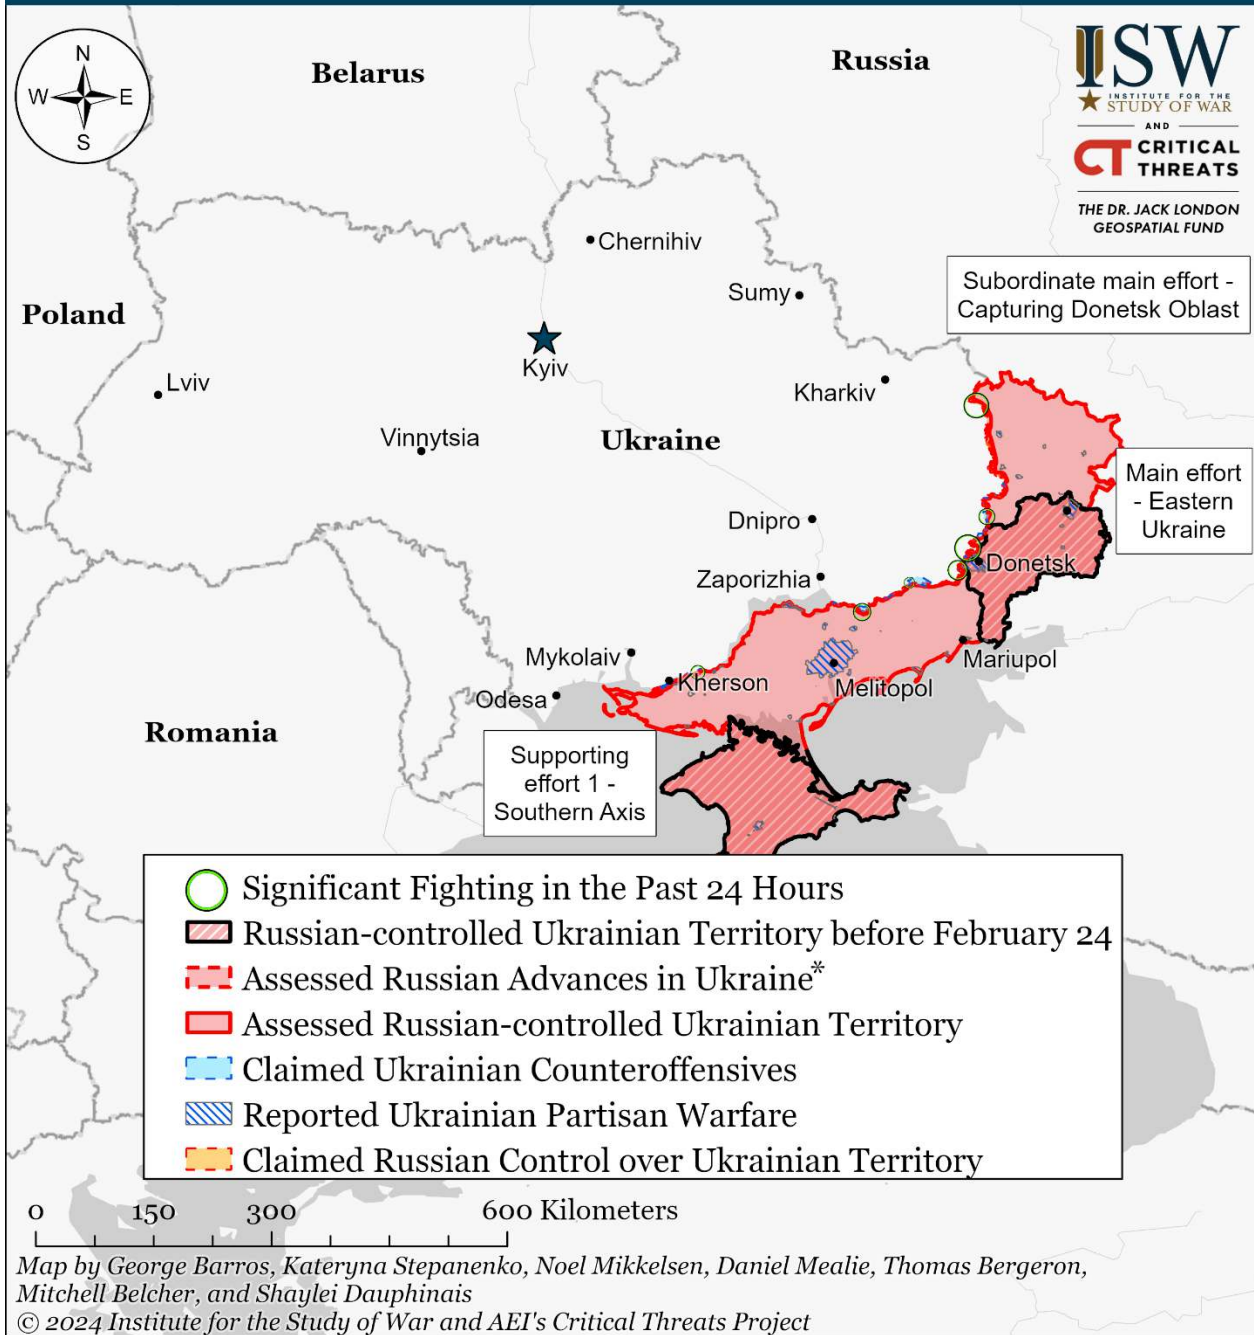 N
W
E
S
Belarus
Russia
ISW
INSTITUTE FOR THE
STUDY OF WAR
AND
CT CRITICAL
THREATS
THE DR. JACK LONDON
GEOSPATIAL FUND
Chernihiv
Sumy
Subordinate main effort -
Capturing Donetsk Oblast
Poland
Kyiv
Lviv
Kharkiv
Vinnytsia
Ukraine
Main effort
- Eastern
Ukraine
Dnipro
Donetsk
Zaporizhia
Mykolaiv
Mariupol
Kherson
Melitopol
Odesa
Romania
Supporting
effort 1 -
Southern Axis
Significant Fighting in the Past 24 Hours
Russian-controlled Ukrainian Territory before February 24
Assessed Russian Advances in Ukraine*
Assessed Russian-controlled Ukrainian Territory
Claimed Ukrainian Counteroffensives
Reported Ukrainian Partisan Warfare
Claimed Russian Control over Ukrainian Territory
0 150 300 600 Kilometers
Map by George Barros, Kateryna Stepanenko, Noel Mikkelsen, Daniel Mealie, Thomas Bergeron,
Mitchell Belcher, and Shaylei Dauphinais
© 2024 Institute for the Study of War and AEI's Critical Threats Project